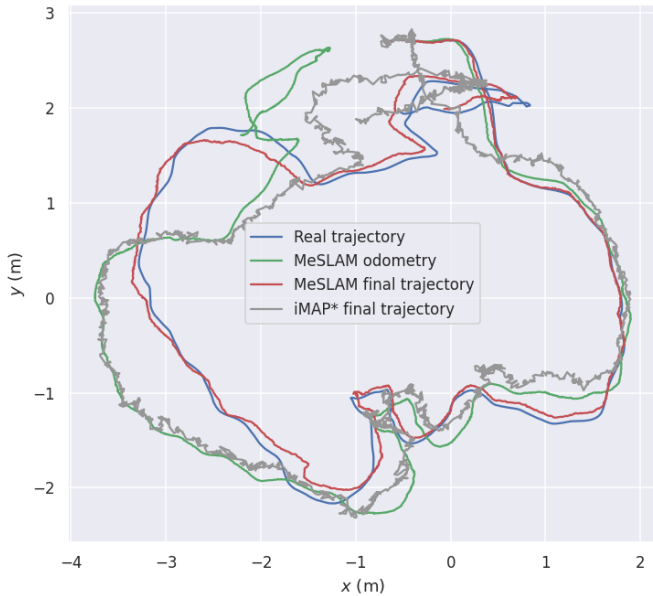 3
2
1
0
−1
−2
y (m)
Real trajectory
MeSLAM odometry
MeSLAM final trajectory
iMAP* final trajectory
−4 −3 −2 −1 0 1 2
x (m)